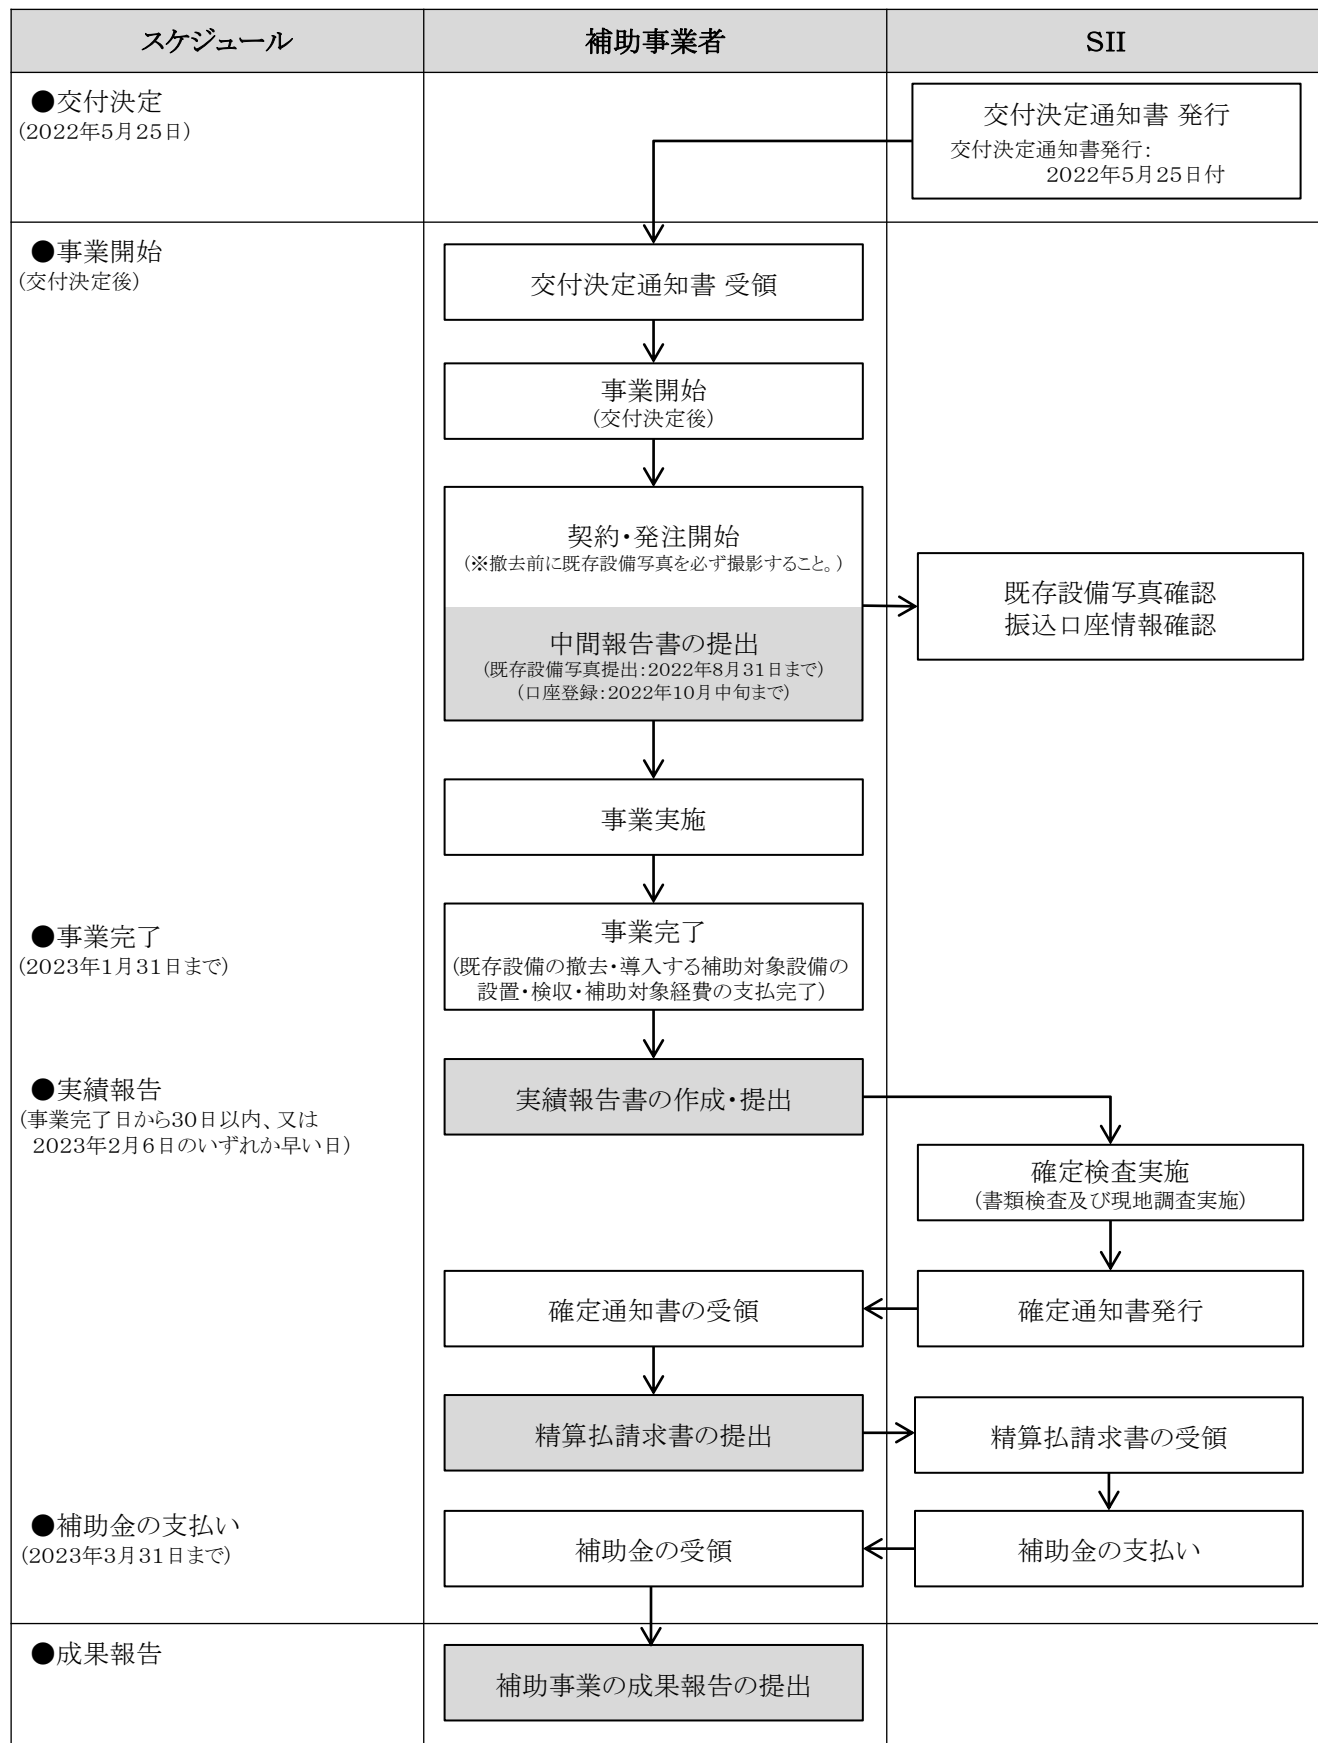 スケジュール
補助事業者
SII
●交付決定
(2022年5月25日)
交付決定通知書 発行
交付決定通知書発行：
2022年5月25日付
●事業開始
(交付決定後)
交付決定通知書 受領
事業開始
(交付決定後)
契約・発注開始
(※撤去前に既存設備写真を必ず撮影すること。)
中間報告書の提出
(既存設備写真提出：2022年8月31日まで)
(口座登録：2022年10月中旬まで)
既存設備写真確認
振込口座情報確認
事業実施
●事業完了
(2023年1月31日まで)
事業完了
(既存設備の撤去・導入する補助対象設備の
設置・検収・補助対象経費の支払完了)
●実績報告
(事業完了日から30日以内、又は
2023年2月6日のいずれか早い日)
実績報告書の作成・提出
確定検査実施
(書類検査及び現地調査実施)
確定通知書の受領
確定通知書発行
精算払請求書の提出
精算払請求書の受領
●補助金の支払い
(2023年3月31日まで)
補助金の受領
補助金の支払い
●成果報告
補助事業の成果報告の提出